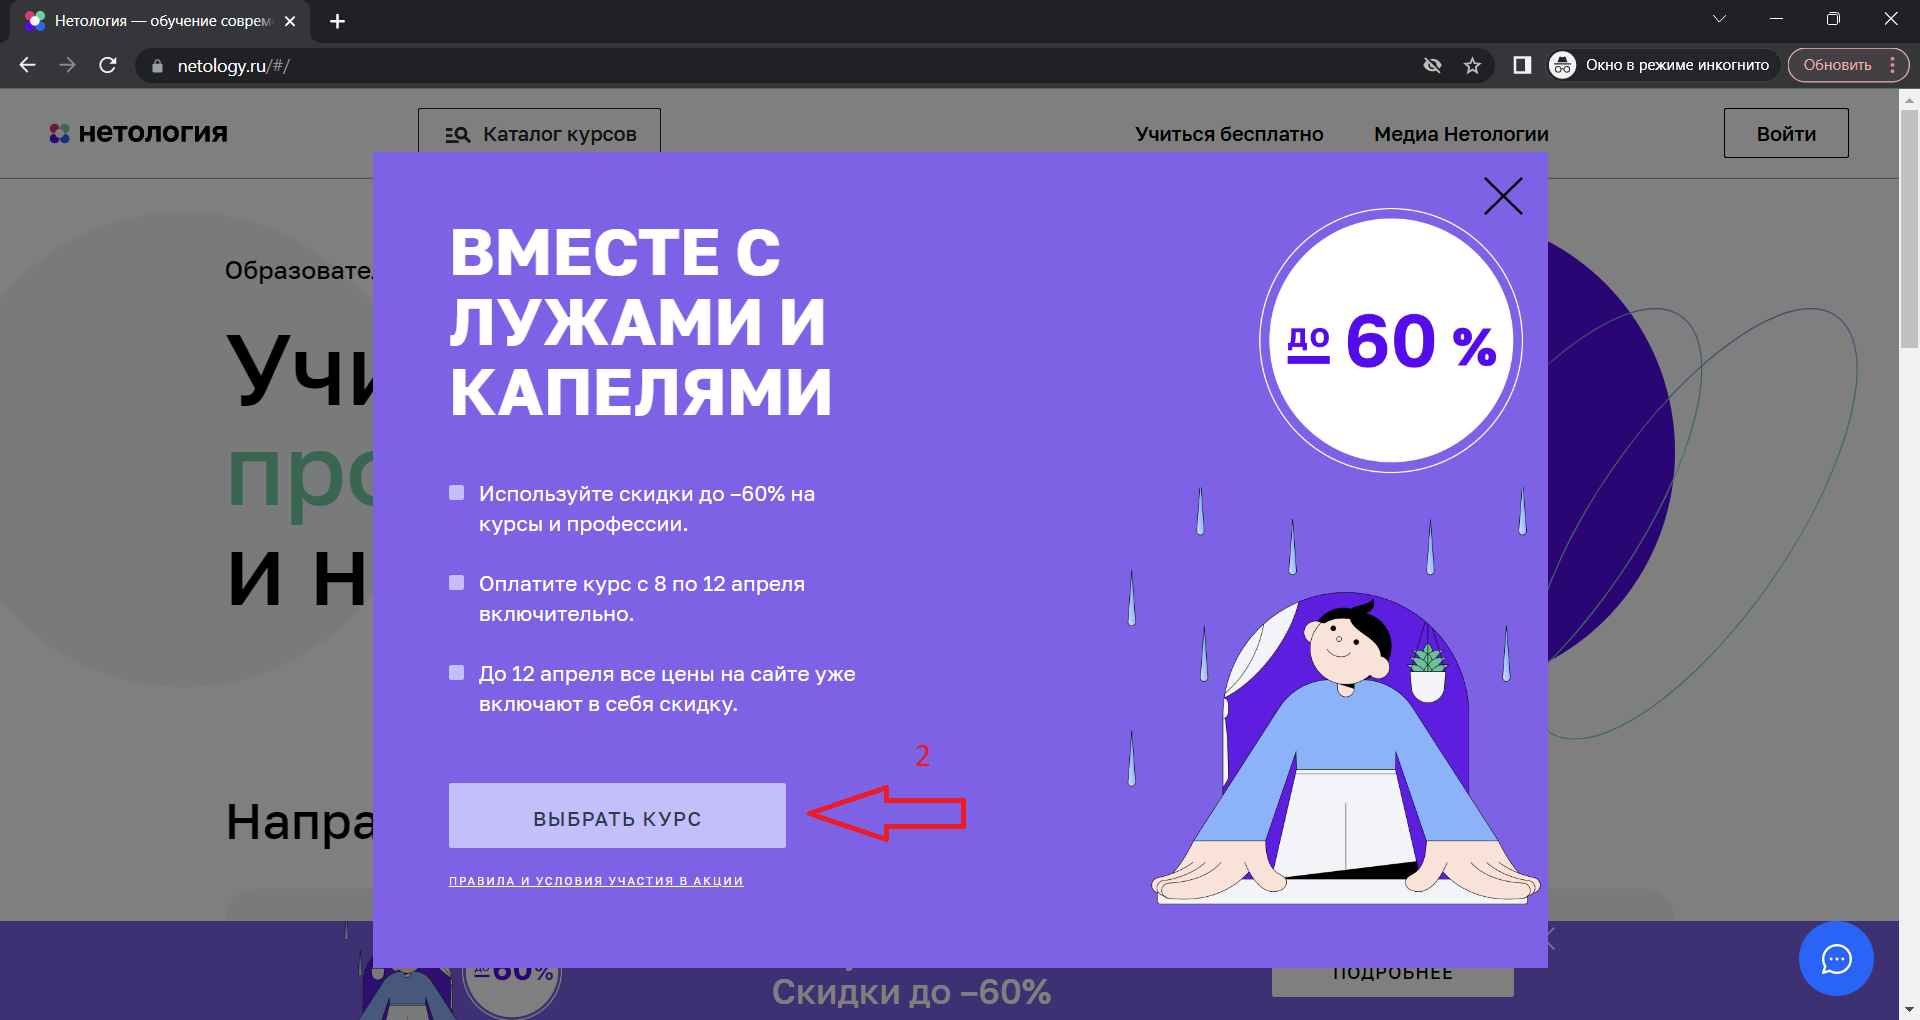 Нетология — обучение соврем
netology.ru/#/
Окно в режиме инкогнито
Обновить
нетология
Каталог курсов
Учиться бесплатно
Медиа Нетологии
Войти
Образовате
Учи
про
и н
Напра
ВМЕСТЕ С
ЛУЖАМИ И
КАПЕЛЯМИ
до 60 %
Используйте скидки до –60% на
курсы и профессии.
Оплатите курс с 8 по 12 апреля
включительно.
До 12 апреля все цены на сайте уже
включают в себя скидку.
2
ВЫБРАТЬ КУРС
ПРАВИЛА И УСЛОВИЯ УЧАСТИЯ В АКЦИИ
до 60%
Скидки до –60%
ПОДРОБНЕЕ